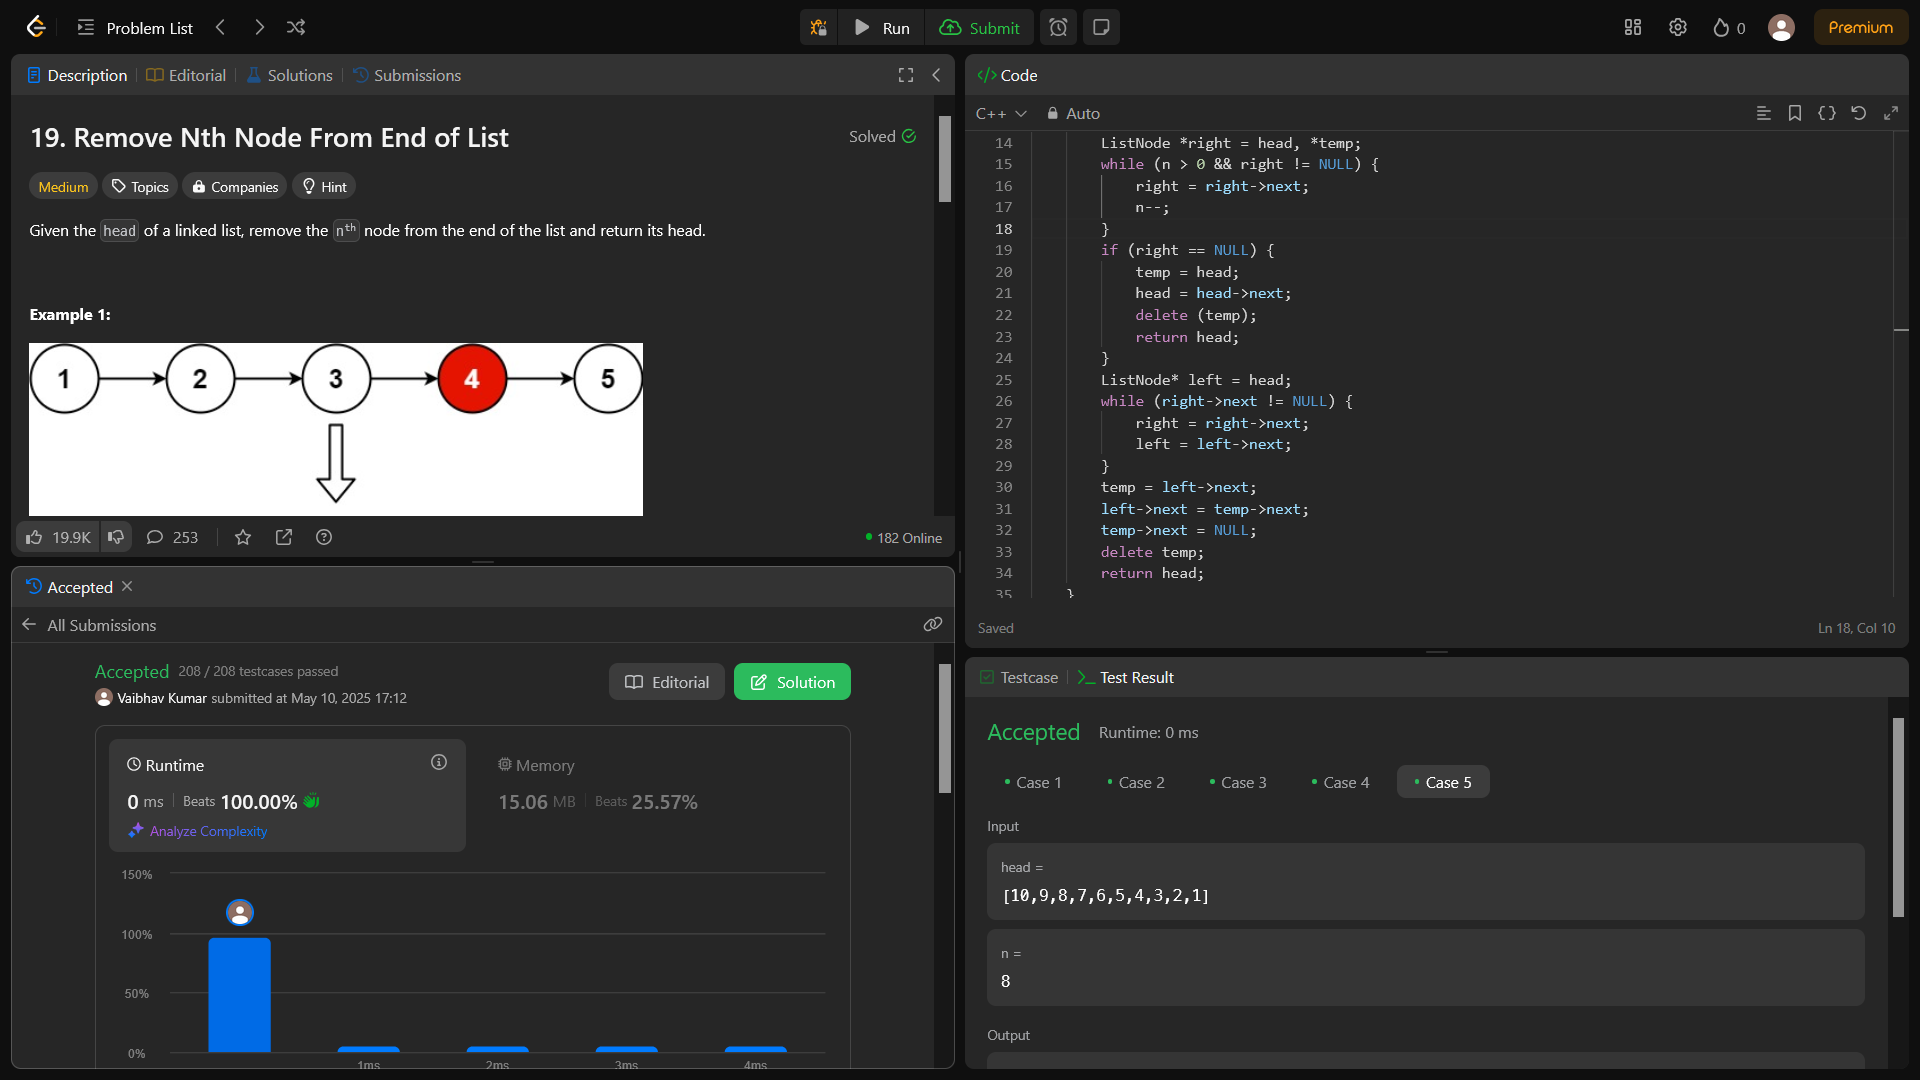 Problem List
Run
Submit
0
Premium
Description
Editorial
Solutions
Submissions
19. Remove Nth Node From End of List
Solved
Medium
Topics
Companies
Hint
Given the head of a linked list, remove the nth node from the end of the list and return its head.
Example 1:
1 2 3 4 5
19.9K
253
182 Online
Accepted
All Submissions
Accepted 208 / 208 testcases passed
Vaibhav Kumar submitted at May 10, 2025 17:12
Editorial
Solution
Runtime
0 ms Beats 100.00%
Analyze Complexity
Memory
15.06 MB Beats 25.57%
150%
100%
50%
0%
1ms 2ms 3ms 4ms
</> Code
C++ Auto
14 ListNode *right = head, *temp;
15 while (n > 0 && right != NULL) {
16 right = right->next;
17 n--;
18 }
19 if (right == NULL) {
20 temp = head;
21 head = head->next;
22 delete (temp);
23 return head;
24 }
25 ListNode* left = head;
26 while (right->next != NULL) {
27 right = right->next;
28 left = left->next;
29 }
30 temp = left->next;
31 left->next = temp->next;
32 temp->next = NULL;
33 delete temp;
34 return head;
35 }
Saved
Ln 18, Col 10
Testcase
Test Result
Accepted Runtime: 0 ms
Case 1
Case 2
Case 3
Case 4
Case 5
Input
head =
[10,9,8,7,6,5,4,3,2,1]
n =
8
Output